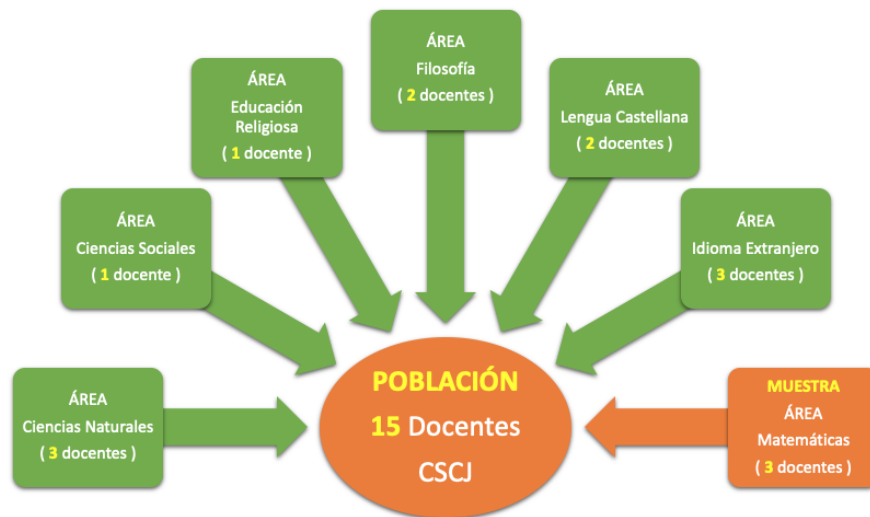 ÁREA
Filosofía
( 2 docentes )
ÁREA
Educación
Religiosa
( 1 docente )
ÁREA
Lengua Castellana
( 2 docentes )
ÁREA
Ciencias Sociales
( 1 docente )
ÁREA
Idioma Extranjero
( 3 docentes )
ÁREA
Ciencias Naturales
( 3 docentes )
POBLACIÓN
15 Docentes
CSCJ
MUESTRA
ÁREA
Matemáticas
( 3 docentes )